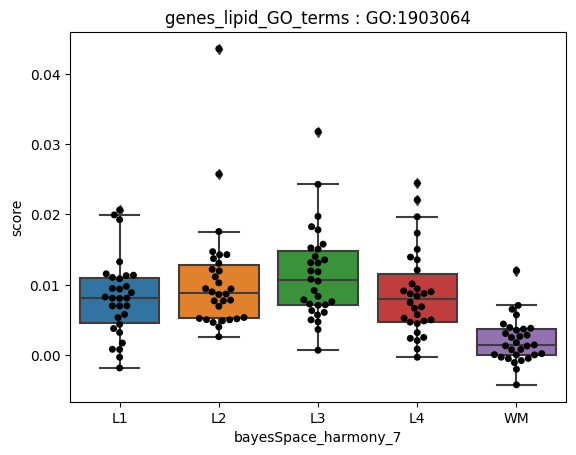 genes_lipid_GO_terms : GO:1903064
score
0.04
0.03
0.02
0.01
0.00
L1 L2 L3 L4 WM
bayesSpace_harmony_7